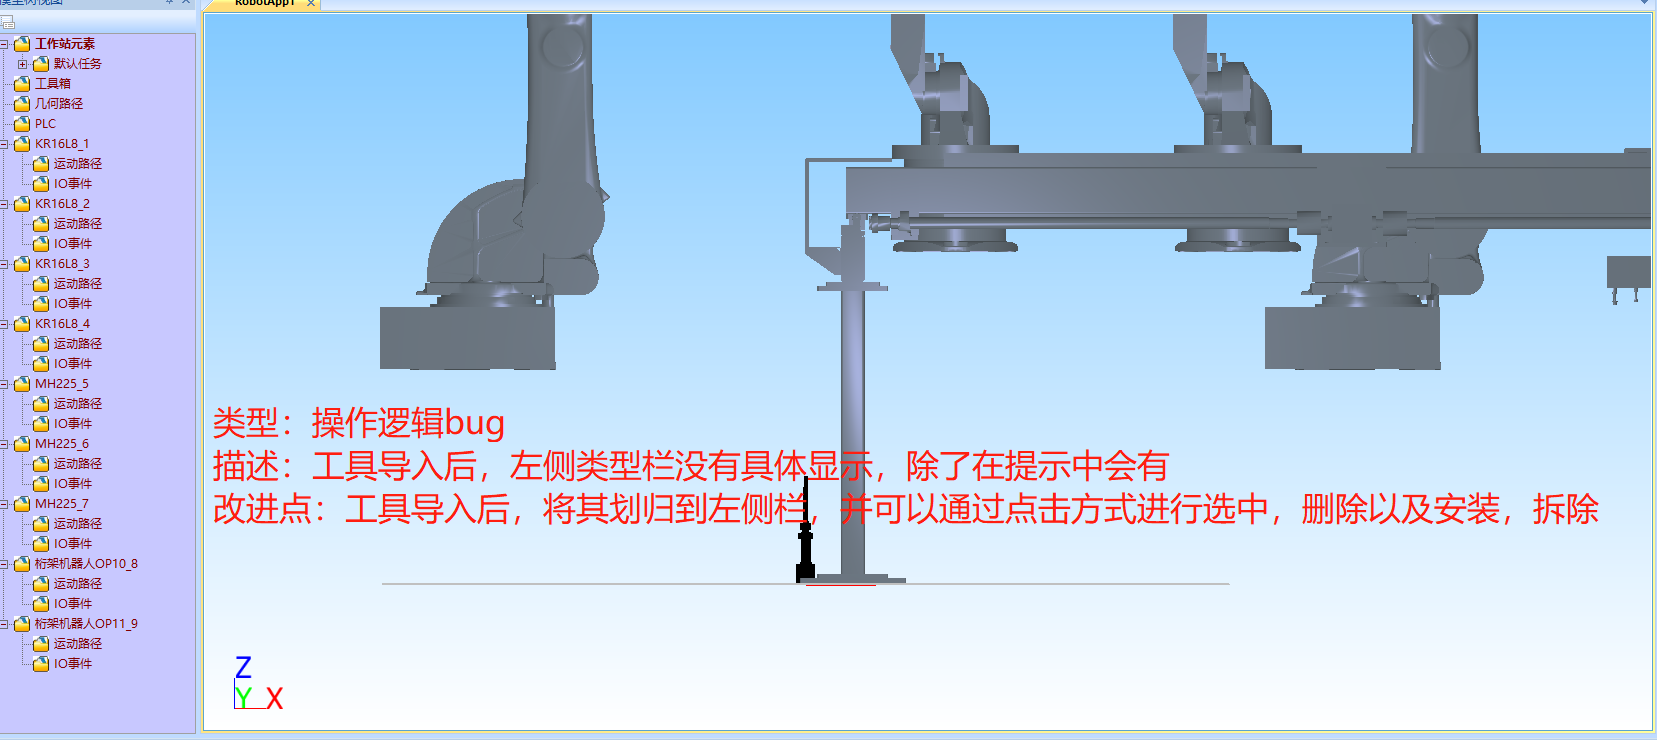 模型树视图
RobotApp1
工作站元素
默认任务
工具箱
几何路径
PLC
KR16L8_1
运动路径
IO事件
KR16L8_2
运动路径
IO事件
KR16L8_3
运动路径
IO事件
KR16L8_4
运动路径
IO事件
MH225_5
运动路径
IO事件
MH225_6
运动路径
IO事件
MH225_7
运动路径
IO事件
桁架机器人OP10_8
运动路径
IO事件
桁架机器人OP11_9
运动路径
IO事件
类型：操作逻辑bug
描述：工具导入后，左侧类型栏没有具体显示，除了在提示中会有
改进点：工具导入后，将其划归到左侧栏，并可以通过点击方式进行选中，删除以及安装，拆除
Z
Y X